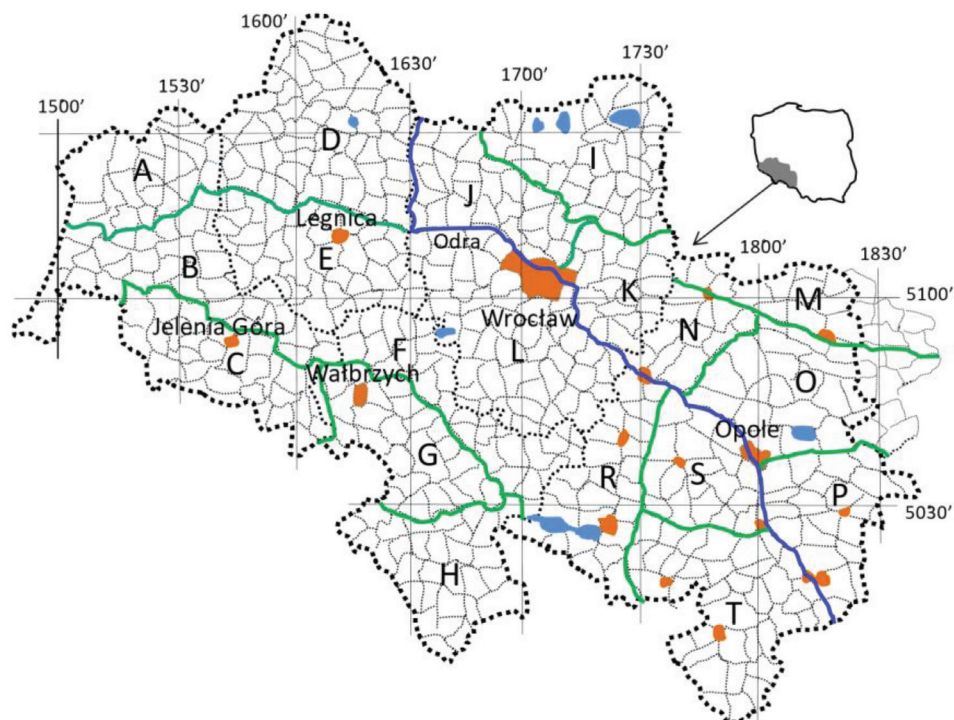 1600’
1730’
1630’
1700’
1530’
1500’
D
I
A
J
Legnica
Odra
1800’
1830’
B
E
K
M
5100’
Wrocław
N
Jelenia Góra
C
F
L
O
Wałbrzych
Opole
G
R
S
P
5030’
H
T